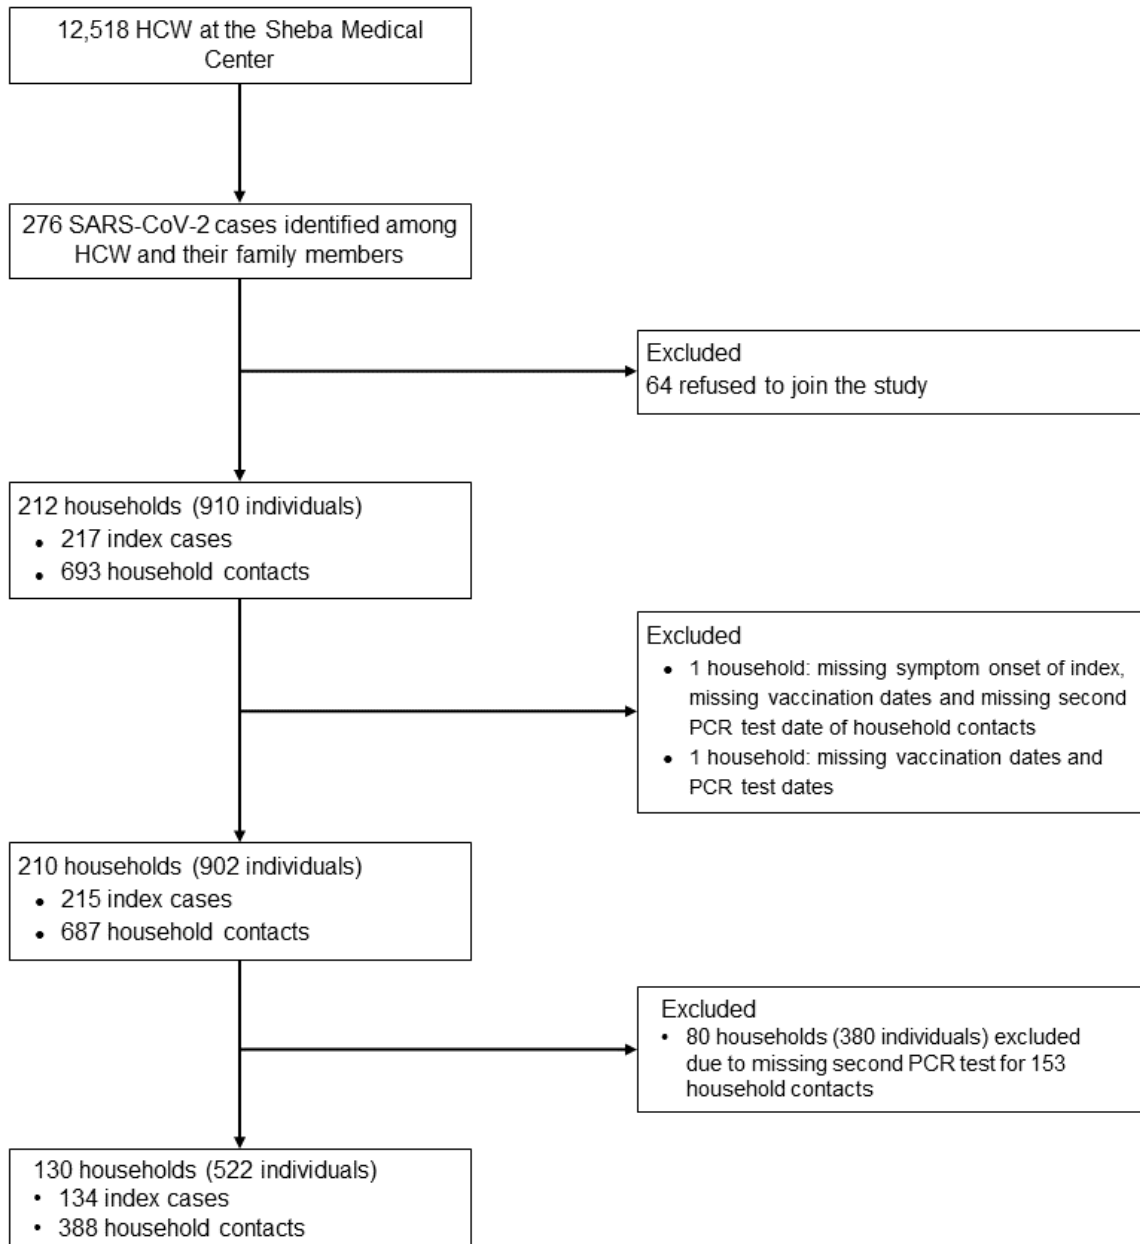 12,518 HCW at the Sheba Medical
Center
276 SARS-CoV-2 cases identified among
HCW and their family members
Excluded
64 refused to join the study
212 households (910 individuals)
• 217 index cases
• 693 household contacts
Excluded
• 1 household: missing symptom onset of index,
missing vaccination dates and missing second
PCR test date of household contacts
• 1 household: missing vaccination dates and
PCR test dates
210 households (902 individuals)
• 215 index cases
• 687 household contacts
Excluded
• 80 households (380 individuals) excluded
due to missing second PCR test for 153
household contacts
130 households (522 individuals)
• 134 index cases
• 388 household contacts